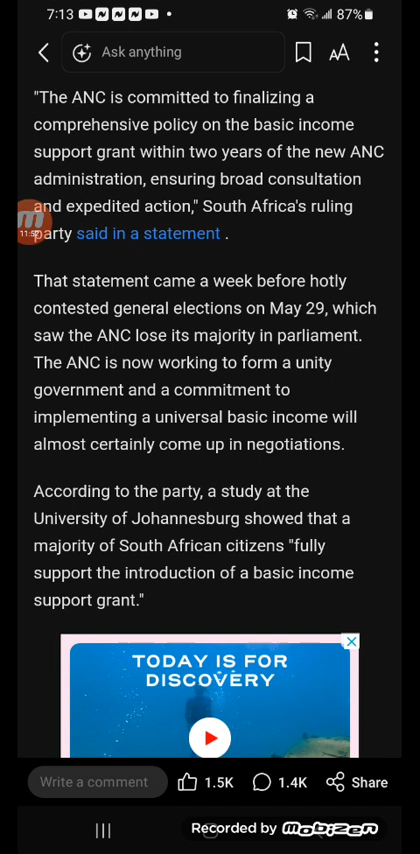 7:13 87%
Ask anything AA
"The ANC is committed to finalizing a
comprehensive policy on the basic income
support grant within two years of the new ANC
administration, ensuring broad consultation
and expedited action," South Africa's ruling
party said in a statement .
11:52
That statement came a week before hotly
contested general elections on May 29, which
saw the ANC lose its majority in parliament.
The ANC is now working to form a unity
government and a commitment to
implementing a universal basic income will
almost certainly come up in negotiations.
According to the party, a study at the
University of Johannesburg showed that a
majority of South African citizens "fully
support the introduction of a basic income
support grant."
TODAY IS FOR
DISCOVERY
Write a comment 1.5K 1.4K Share
Recorded by mobizen